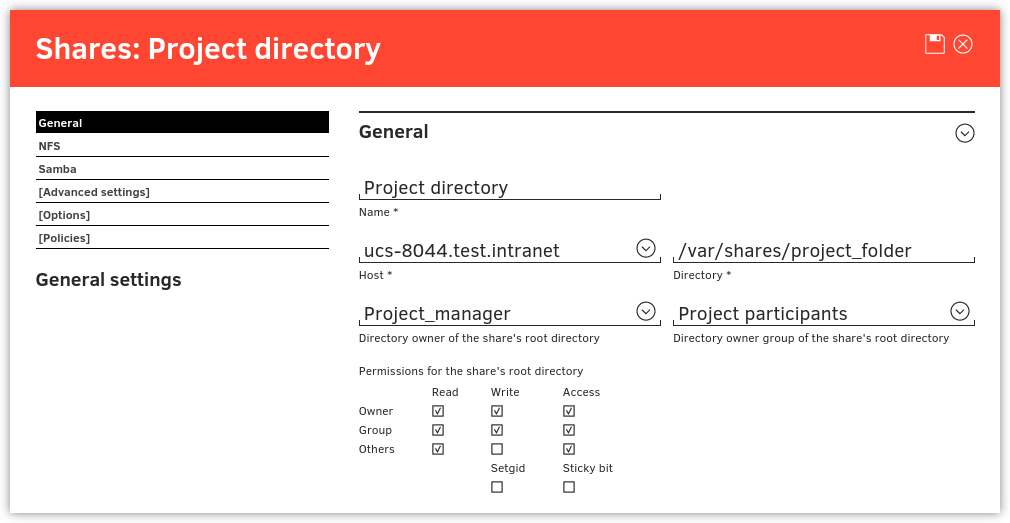 Shares: Project directory
General
NFS
Samba
[Advanced settings]
[Options]
[Policies]
General settings
General
Project directory
Name *
ucs-8044.test.intranet /var/shares/project_folder
Host * Directory *
Project_manager Project participants
Directory owner of the share's root directory Directory owner group of the share's root directory
Permissions for the share's root directory
Read Write Access
Owner
Group
Others
Setgid Sticky bit